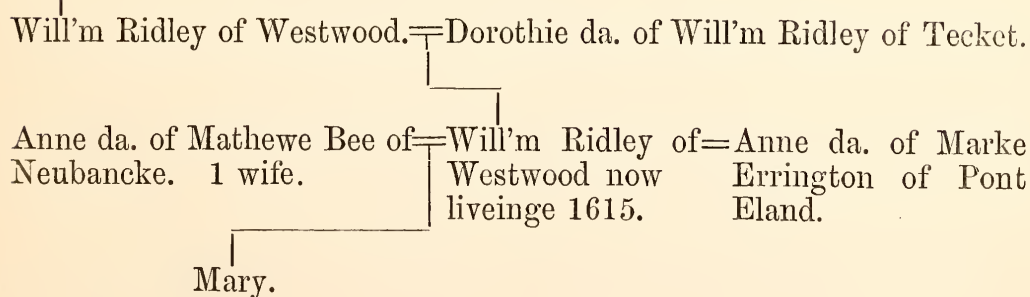 Will'm Ridley of Westwood.=Dorothie da. of Will'm Ridley of Tecket.
Anne da. of Mathewe Bee of=Will'm Ridley of=Anne da. of Marke
Neubancke. 1 wife. Westwood now Errington of Pont
liveinge 1615. Eland.
Mary.